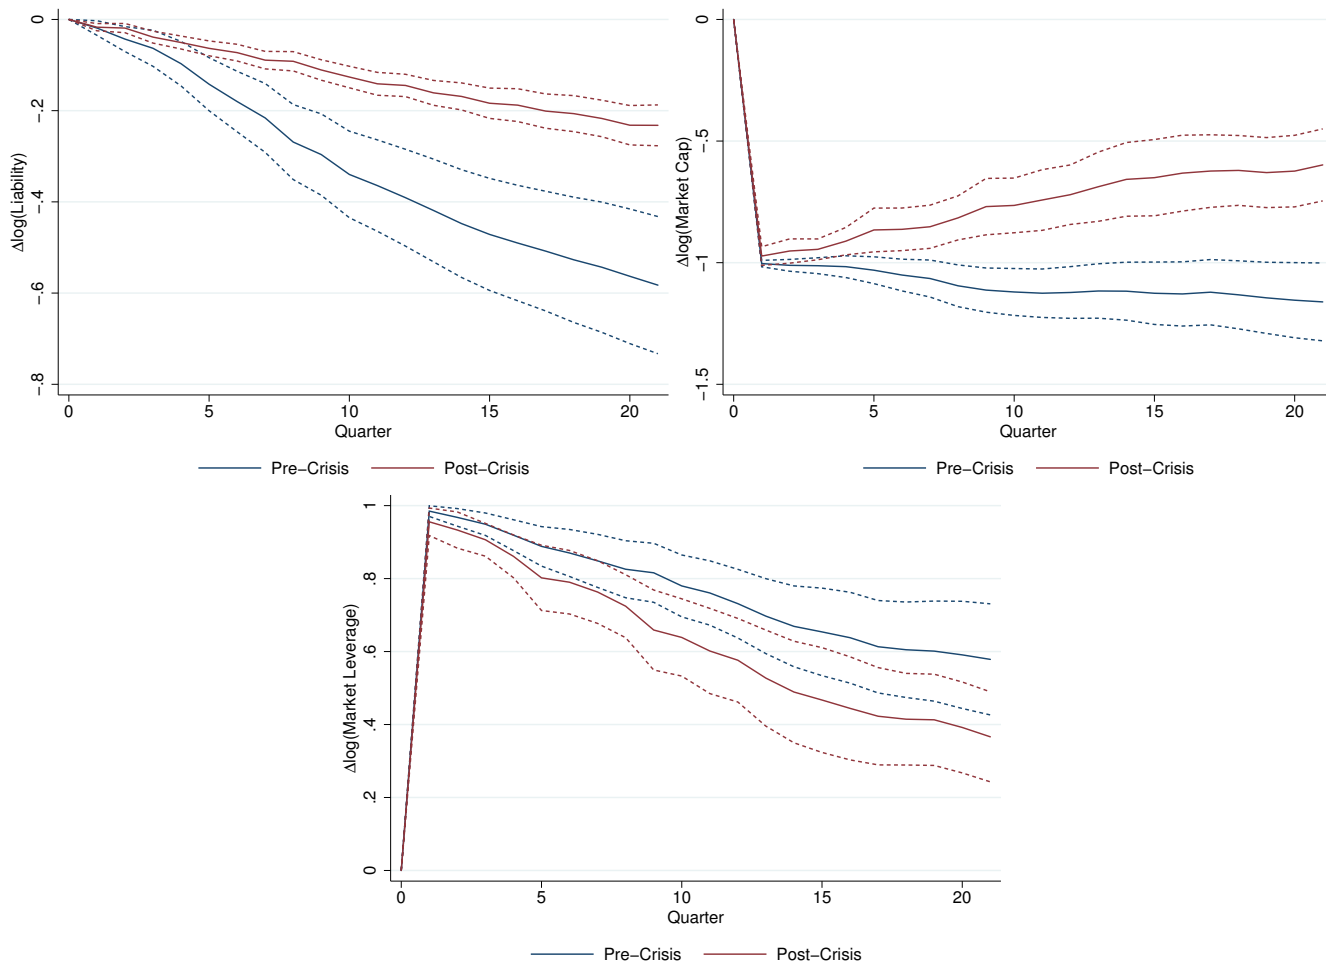 Δlog(Liability)
0
−.2
−.4
−.6
−.8
0 5 10 15 20
Quarter
Pre−Crisis Post−Crisis
Δlog(Market Cap)
0
−.5
−1
−1.5
0 5 10 15 20
Quarter
Pre−Crisis Post−Crisis
Δlog(Market Leverage)
1
.8
.6
.4
.2
0
0 5 10 15 20
Quarter
Pre−Crisis Post−Crisis